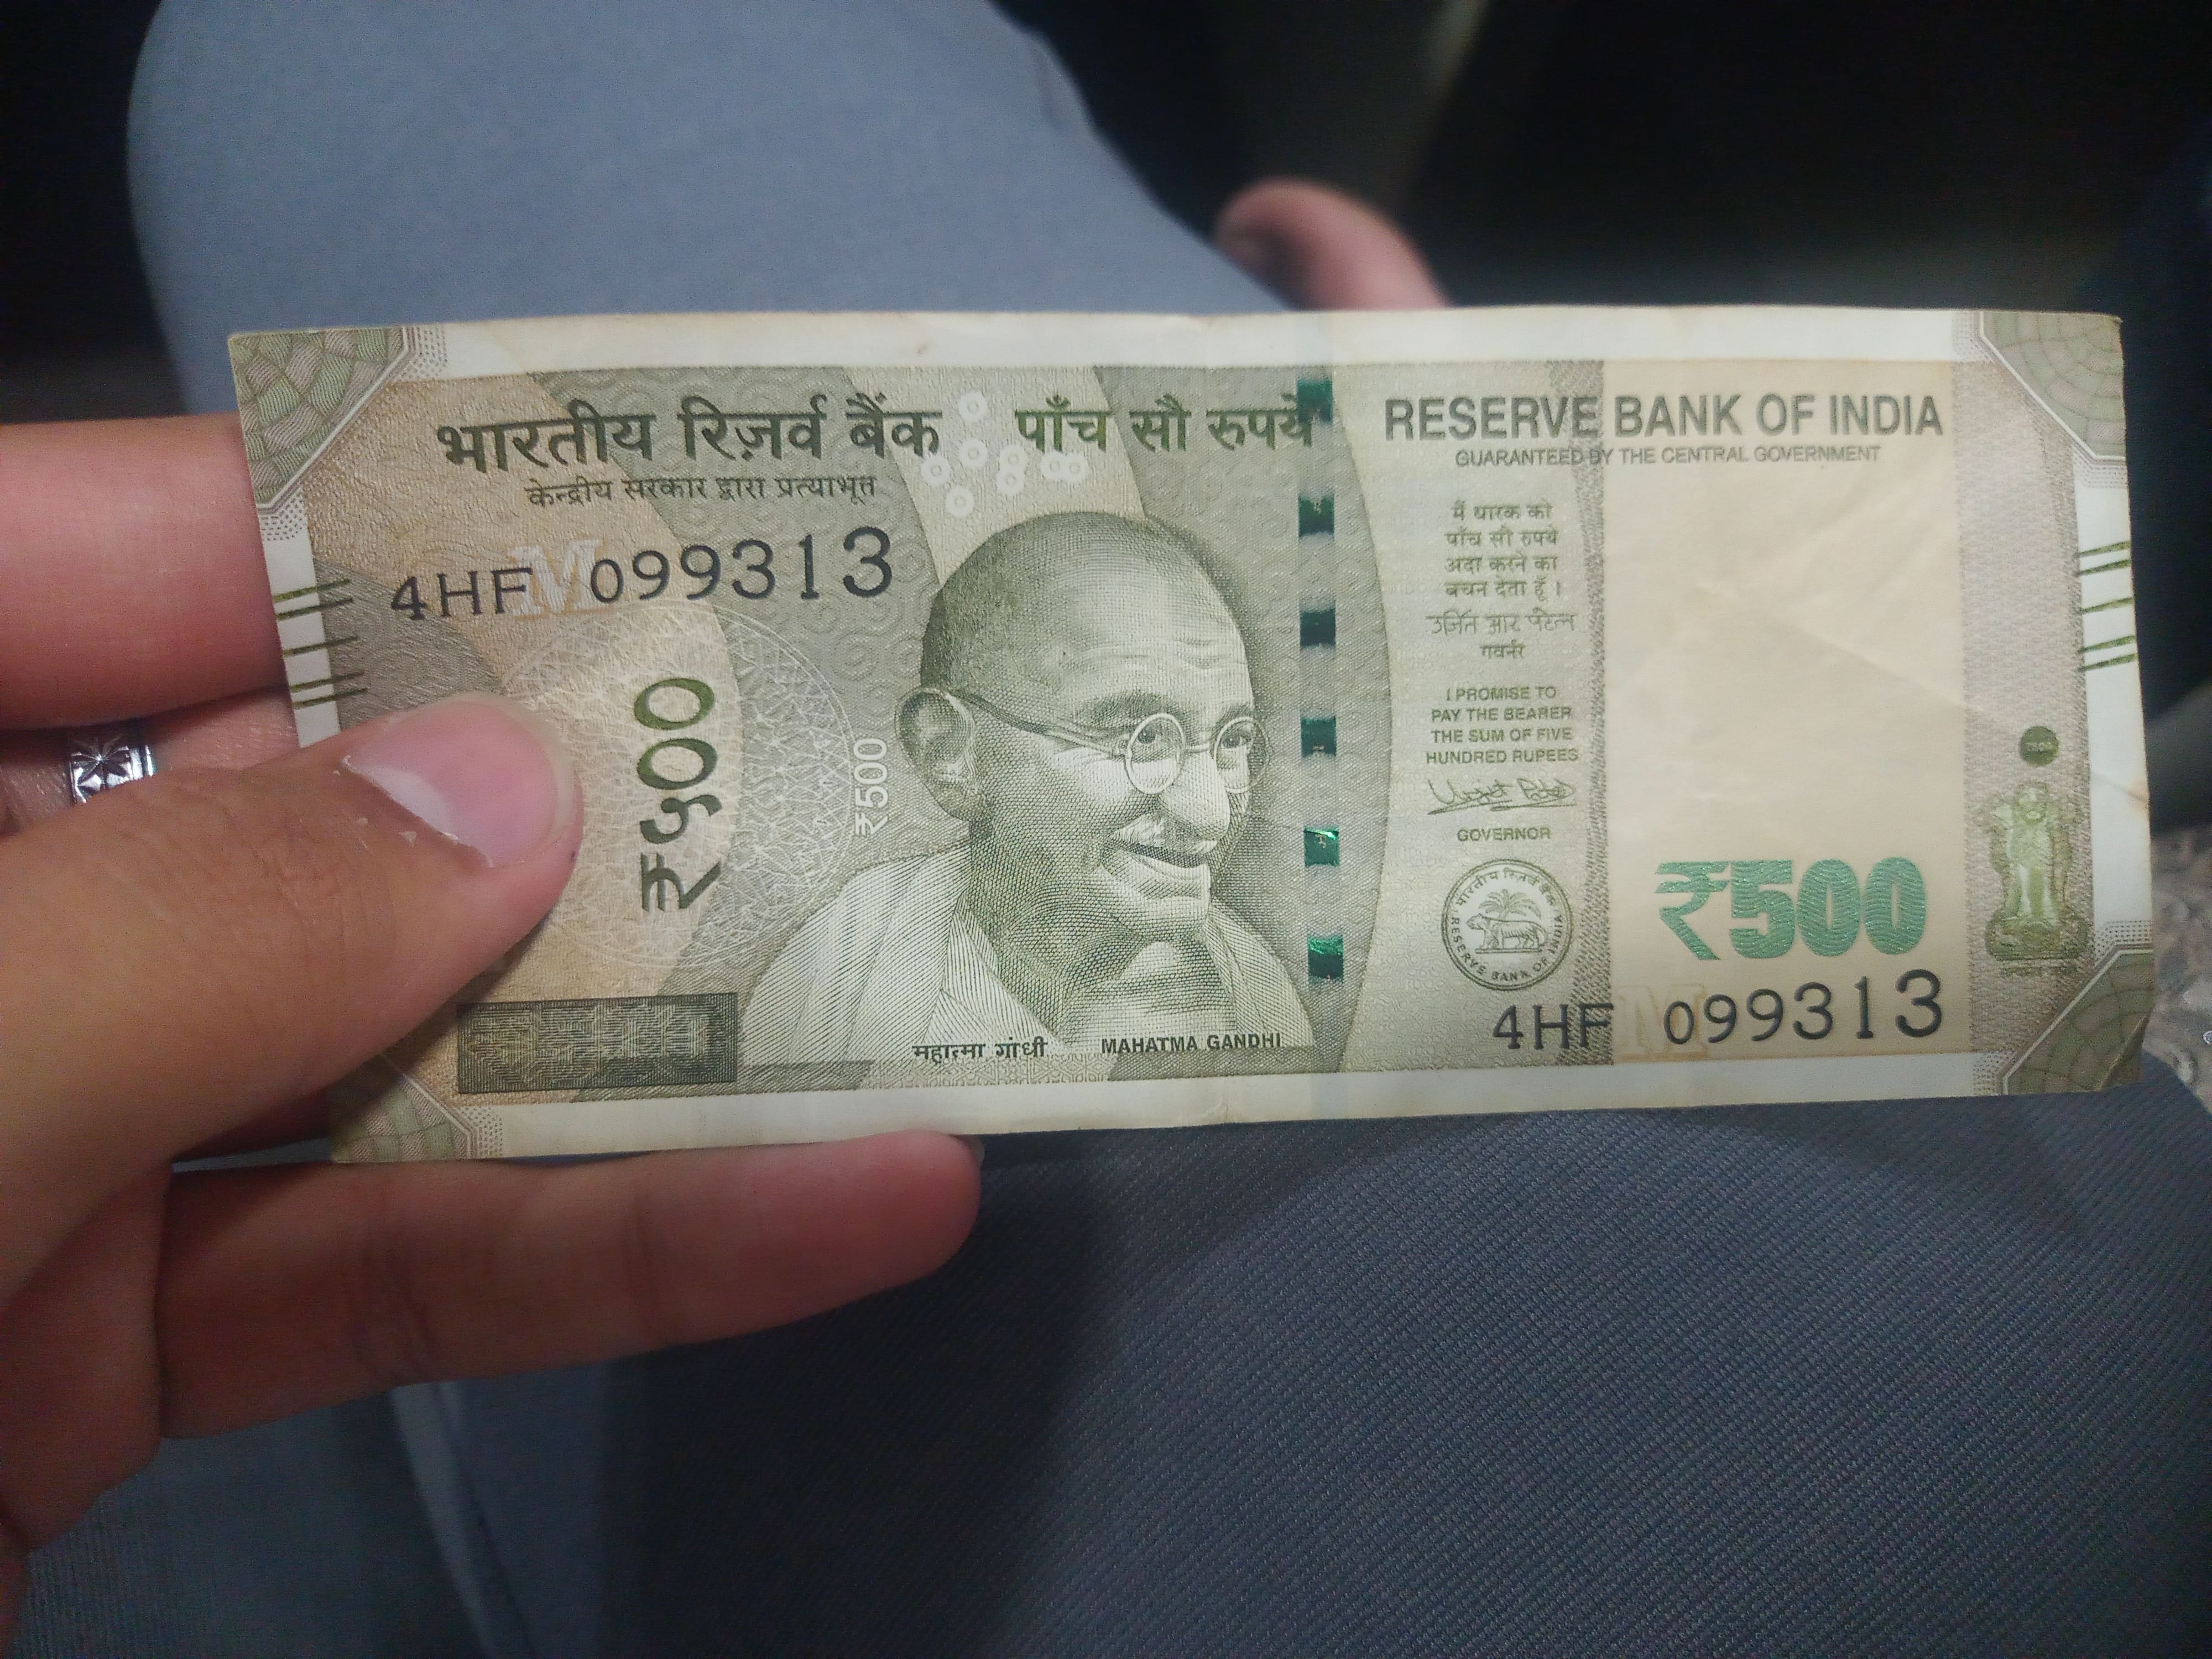 भारतीय रिज़र्व बैंक
केन्द्रीय सरकार द्वारा प्रत्याभूत
पाँच सौ रुपये
4HF 099313
₹५००
₹500
महात्मा गांधी MAHATMA GANDHI
RESERVE BANK OF INDIA
GUARANTEED BY THE CENTRAL GOVERNMENT
मैं धारक को
पाँच सौ रुपये
अदा करने का
वचन देता हूँ ।
उर्जित आर पटेल
गवर्नर
I PROMISE TO
PAY THE BEARER
THE SUM OF FIVE
HUNDRED RUPEES
Urjit Patel
GOVERNOR
भारतीय रिज़र्व बैंक
RESERVE BANK OF INDIA
₹500
4HF 099313